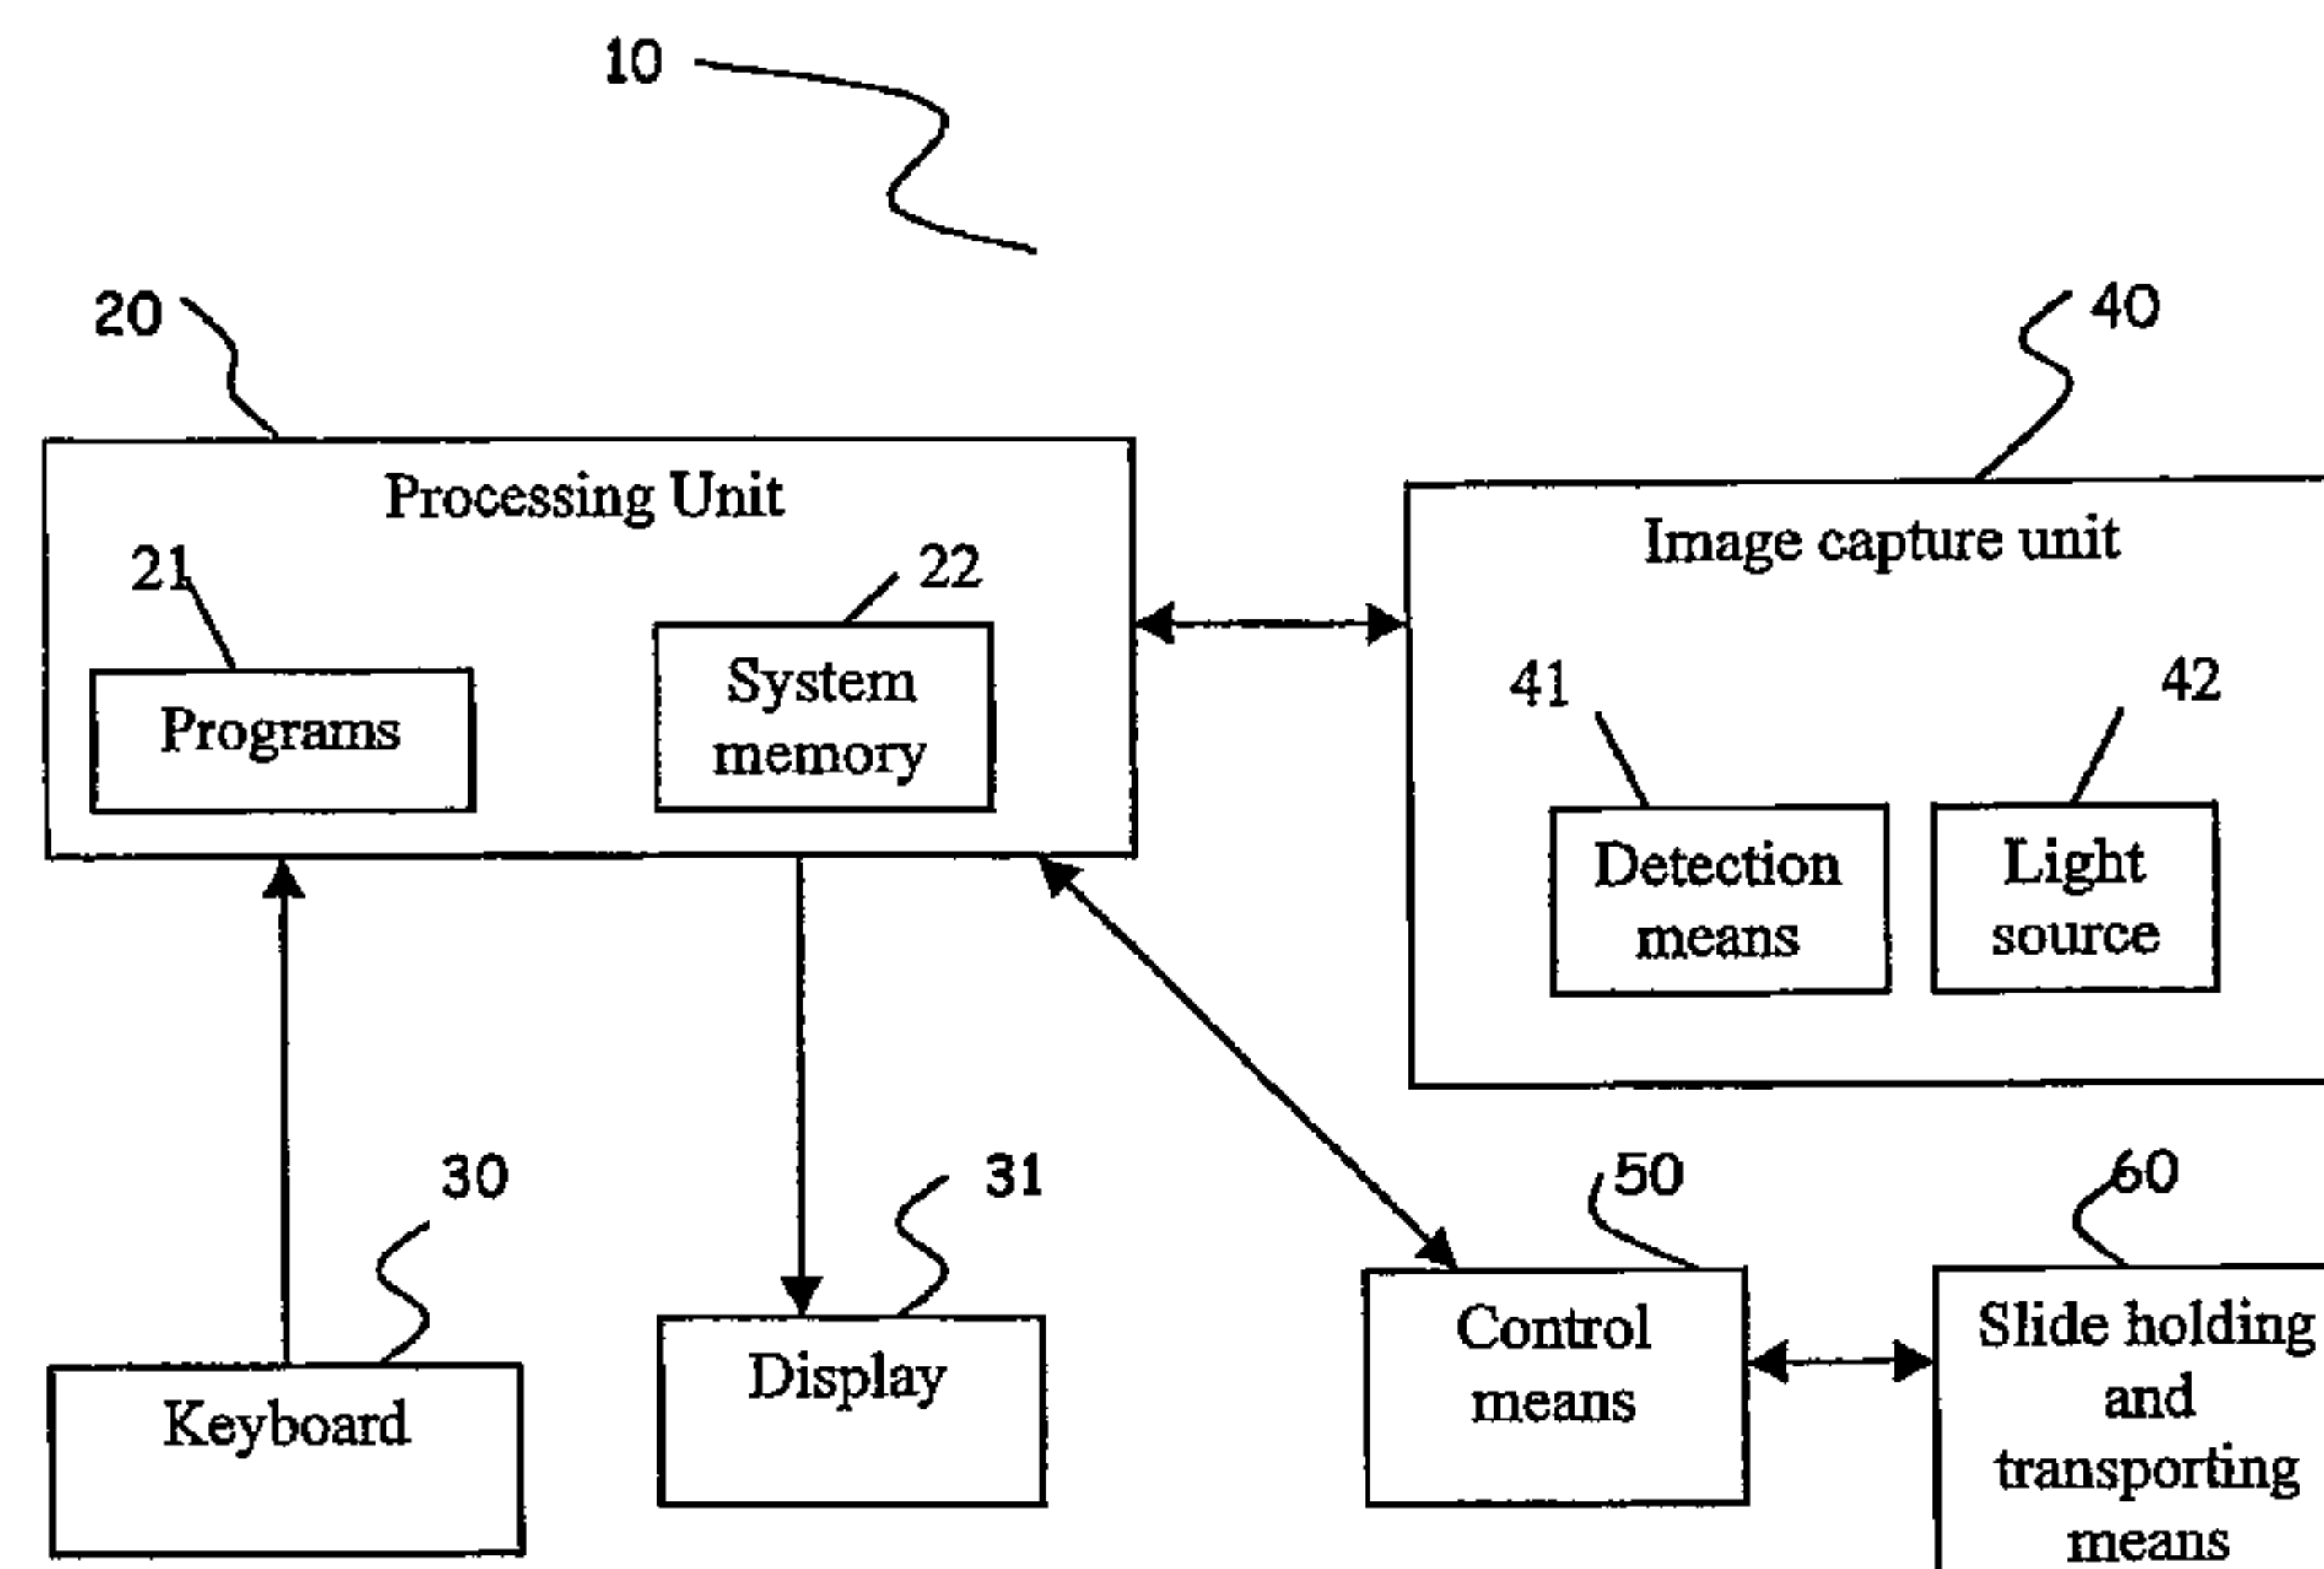 10
20
40
Processing Unit
Image capture unit
21
22
Programs
System
memory
41
42
Detection
means
Light
source
30
31
50
60
Keyboard
Display
Control
means
Slide holding
and
transporting
means